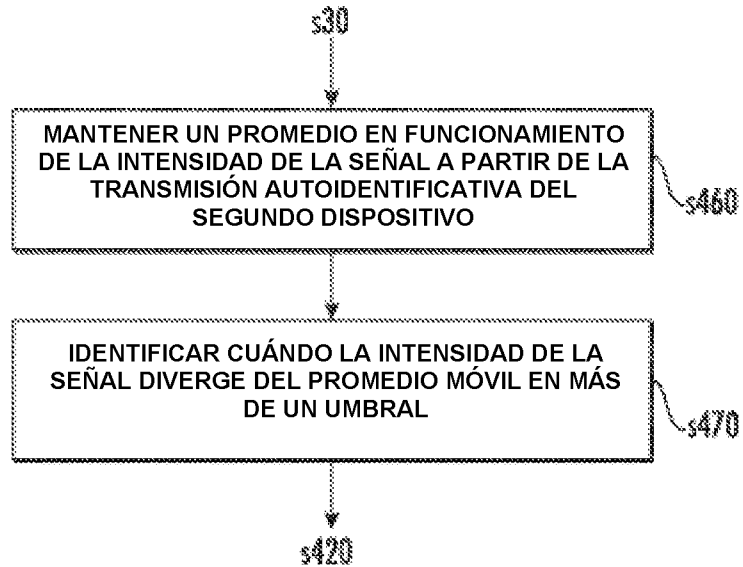 s30
MANTENER UN PROMEDIO EN FUNCIONAMIENTO
DE LA INTENSIDAD DE LA SEÑAL A PARTIR DE LA
TRANSMISIÓN AUTOIDENTIFICATIVA DEL
SEGUNDO DISPOSITIVO
s460
IDENTIFICAR CUÁNDO LA INTENSIDAD DE LA
SEÑAL DIVERGE DEL PROMEDIO MÓVIL EN MÁS
DE UN UMBRAL
s470
s420